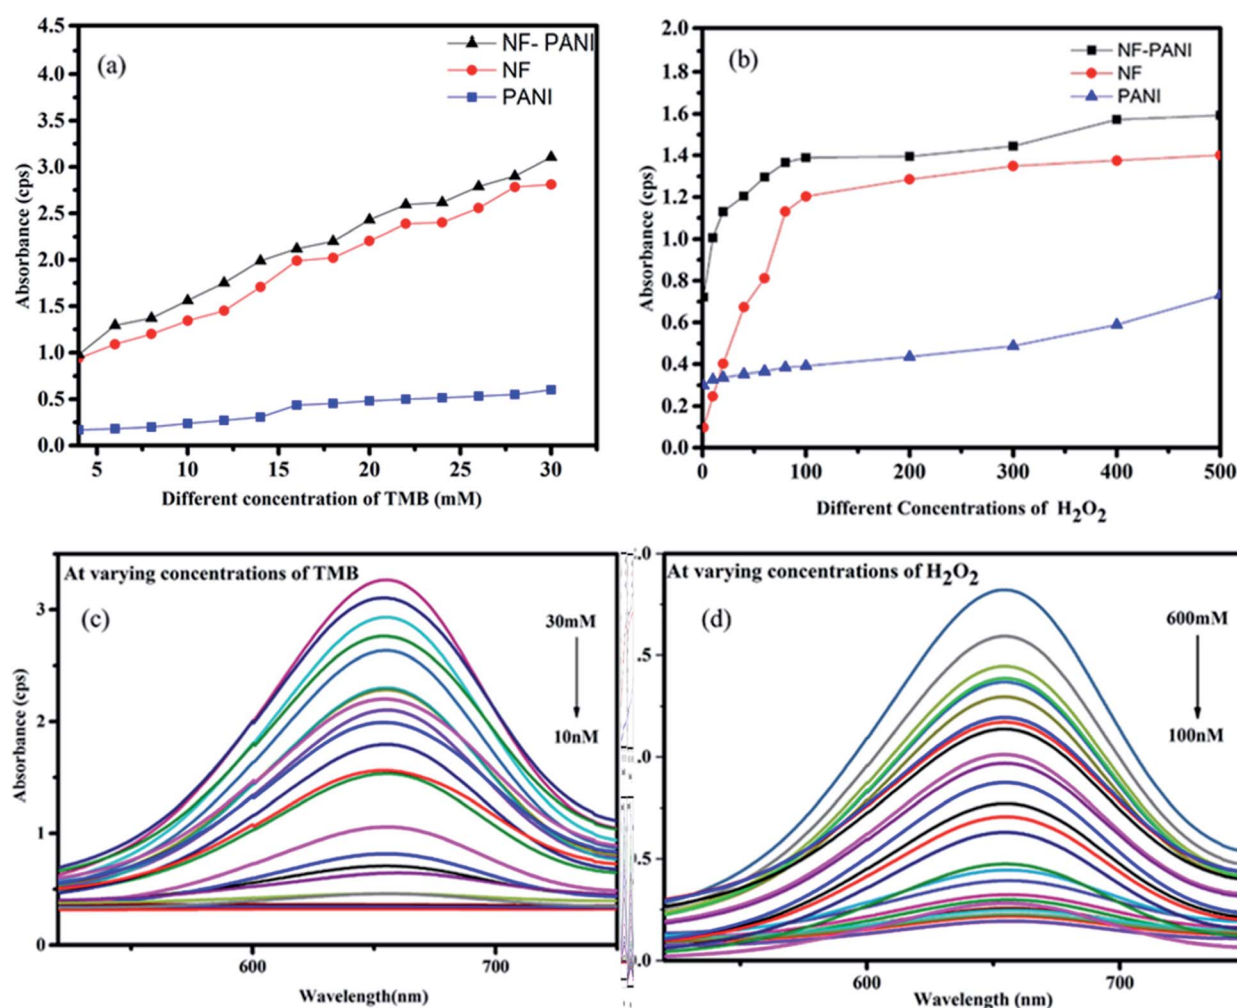 (a)
NF- PANI
NF
PANI
4.5
4.0
3.5
3.0
2.5
2.0
1.5
1.0
0.5
0.0
Absorbance (cps)
5 10 15 20 25 30
Different concentration of TMB (mM)
(b)
NF-PANI
NF
PANI
2.0
1.8
1.6
1.4
1.2
1.0
0.8
0.6
0.4
0.2
0.0
Absorbance (cps)
0 100 200 300 400 500
Different Concentrations of H2O2
At varying concentrations of TMB
(c)
30mM
10nM
3
2
1
0
Absorbance (cps)
600 700
Wavelength(nm)
At varying concentrations of H2O2
(d)
600mM
100nM
.0
.5
.0
.5
.0
600 700
Wavelength (nm)